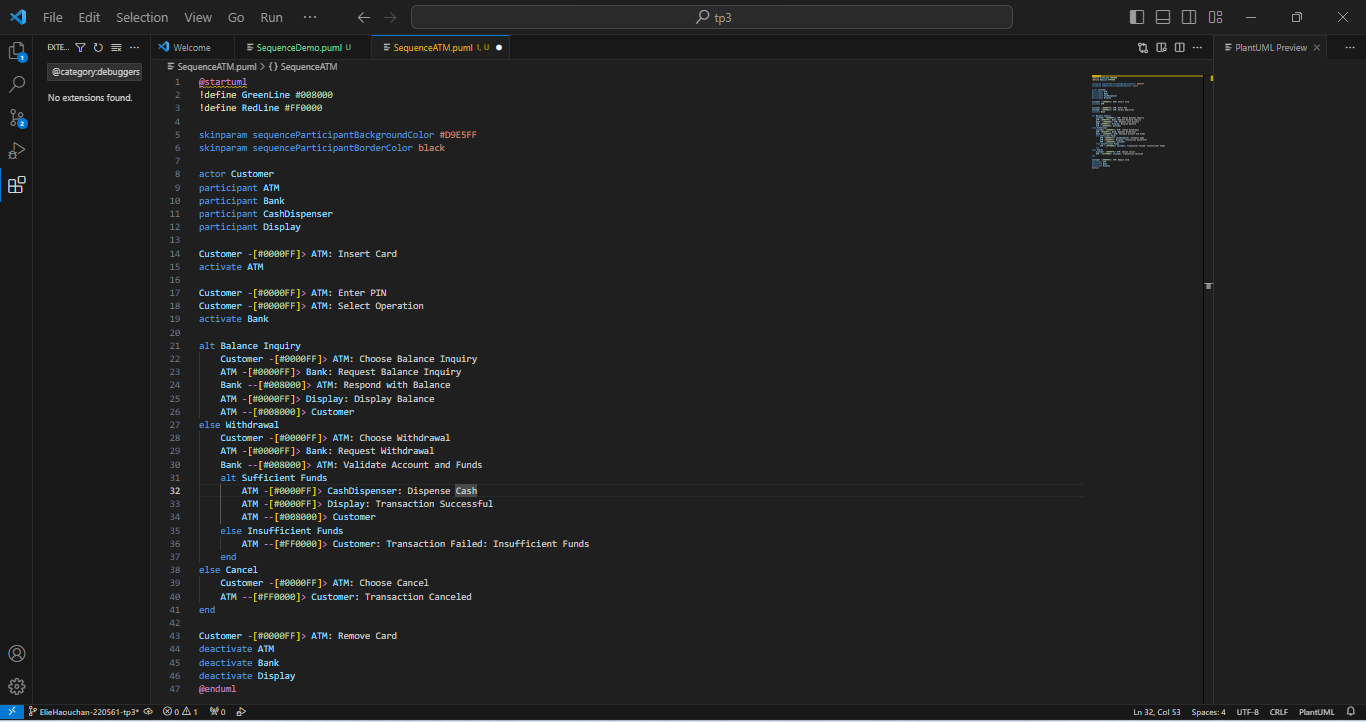 File Edit Selection View Go Run ··· tp3
EXTE... ···
@category:debuggers
No extensions found.
Welcome
SequenceDemo.puml U
SequenceATM.puml 1, U
PlantUML Preview
SequenceATM.puml > {} SequenceATM
1 @startuml
2 !define GreenLine #008000
3 !define RedLine #FF0000
4
5 skinparam sequenceParticipantBackgroundColor #D9E5FF
6 skinparam sequenceParticipantBorderColor black
7
8 actor Customer
9 participant ATM
10 participant Bank
11 participant CashDispenser
12 participant Display
13
14 Customer -[#0000FF]> ATM: Insert Card
15 activate ATM
16
17 Customer -[#0000FF]> ATM: Enter PIN
18 Customer -[#0000FF]> ATM: Select Operation
19 activate Bank
20
21 alt Balance Inquiry
22 Customer -[#0000FF]> ATM: Choose Balance Inquiry
23 ATM -[#0000FF]> Bank: Request Balance Inquiry
24 Bank --[#008000]> ATM: Respond with Balance
25 ATM -[#0000FF]> Display: Display Balance
26 ATM --[#008000]> Customer
27 else Withdrawal
28 Customer -[#0000FF]> ATM: Choose Withdrawal
29 ATM -[#0000FF]> Bank: Request Withdrawal
30 Bank --[#008000]> ATM: Validate Account and Funds
31 alt Sufficient Funds
32 ATM -[#0000FF]> CashDispenser: Dispense Cash
33 ATM -[#0000FF]> Display: Transaction Successful
34 ATM --[#008000]> Customer
35 else Insufficient Funds
36 ATM --[#FF0000]> Customer: Transaction Failed: Insufficient Funds
37 end
38 else Cancel
39 Customer -[#0000FF]> ATM: Choose Cancel
40 ATM --[#FF0000]> Customer: Transaction Canceled
41 end
42
43 Customer -[#0000FF]> ATM: Remove Card
44 deactivate ATM
45 deactivate Bank
46 deactivate Display
47 @enduml
ElieHaouchan-220561-tp3* 0 1 0 Ln 32, Col 53 Spaces: 4 UTF-8 CRLF PlantUML